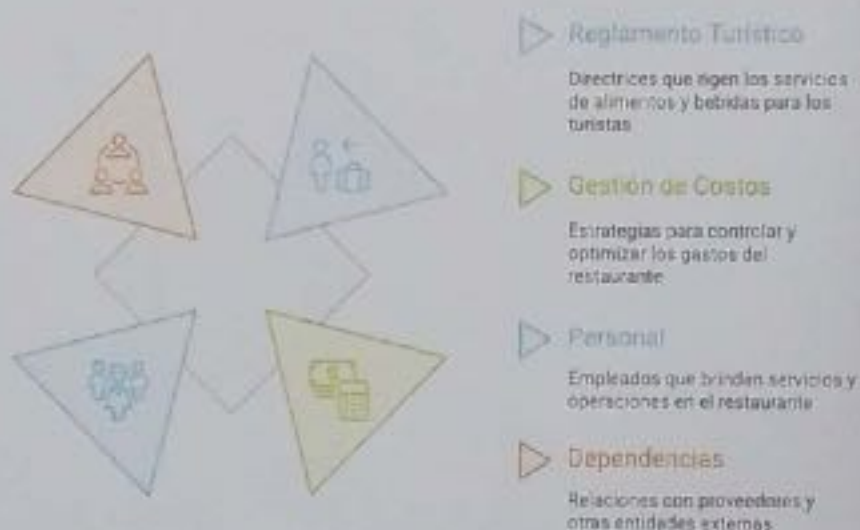 Reglamento Turístico
Directrices que rigen los servicios
de alimentos y bebidas para los
turistas
Gestión de Costos
Estrategias para controlar y
optimizar los gastos del
restaurante
Personal
Empleados que brindan servicios y
operaciones en el restaurante
Dependencias
Relaciones con proveedores y
otras entidades externas